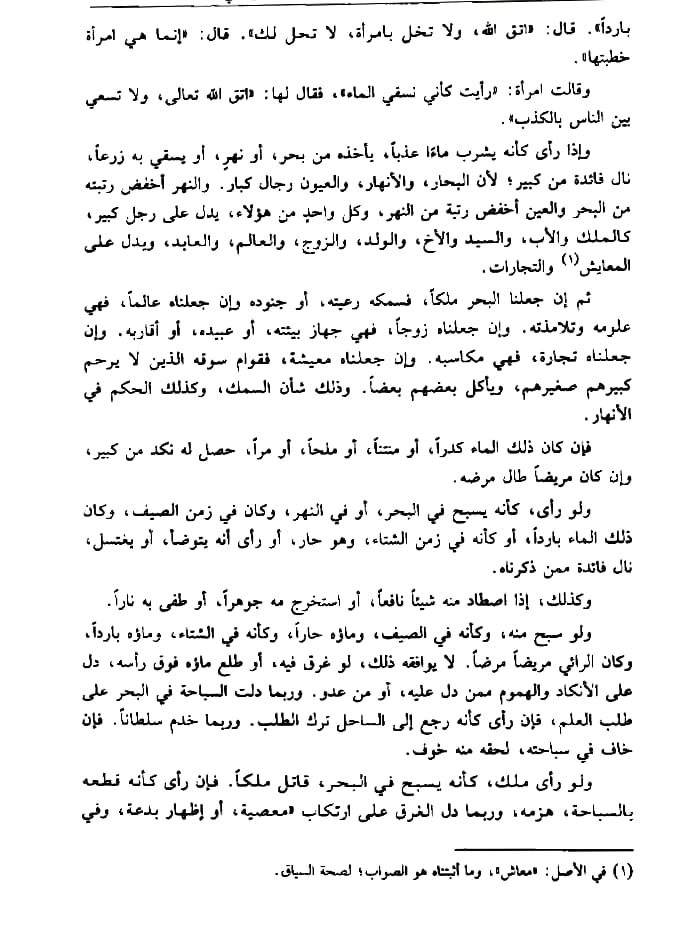 بارداً». قال: «اتق الله، ولا تخل بامرأة، لا تحل لك». قال: «إنما هي امرأة
خطبتها».
وقالت امرأة: «رأيت كأني نسفي الماء»، فقال لها: «اتق الله تعالى، ولا تسعي
بين الناس بالكذب».
وإذا رأى كأنه يشرب ماءًا عذباً، يأخذه من بحر، أو نهرٍ، أو يسقي به زرعاً،
نال فائدة من كبير؛ لأن البحار، والأنهار، والعيون رجال كبار. والنهر أخفض رتبته
من البحر والعين أخفض رتبة من النهر، وكل واحدٍ من هؤلاء، يدل على رجل كبير،
كالملك والأب، والسيد والأخ، والولد، والزوج، والعالم، والعابد، ويدل على
المعايش(١) والتجارات.
ثم إن جعلنا البحر ملكاً، فسمكه رعيته، أو جنوده وإن جعلناه عالماً، فهي
علومه وتلامذته. وإن جعلناه زوجاً، فهي جهاز بيته، أو عبيده، أو أقاربه. وإن
جعلناه تجارة، فهي مكاسبه. وإن جعلناه معيشة، فقوام سوقه الذين لا يرحم
كبيرهم صغيرهم، ويأكل بعضهم بعضاً. وذلك شأن السمك، وكذلك الحكم في
الأنهار.
فإن كان ذلك الماء كدراً، أو منتناً، أو ملحاً، أو مراً، حصل له نكد من كبير،
وإن كان مريضاً طال مرضه.
ولو رأى، كأنه يسبح في البحر، أو في النهر، وكان في زمن الصيف، وكان
ذلك الماء بارداً، أو كأنه في زمن الشتاء، وهو حار، أو رأى أنه يتوضأ، أو يغتسل،
نال فائدة ممن ذكرناه.
وكذلك، إذا اصطاد منه شيئاً نافعاً، أو استخرج مه جوهراً، أو طفى به ناراً.
ولو سبح منه، وكأنه في الصيف، وماؤه حاراً، وكأنه في الشتاء، وماؤه بارداً،
وكان الرائي مريضاً مرضاً. لا يوافقه ذلك، لو غرق فيه، أو طلع ماؤه فوق رأسه، دل
على الأنكاد والهموم ممن دل عليه، أو من عدو. وربما دلت السباحة في البحر على
طلب العلم، فإن رأى كأنه رجع إلى الساحل ترك الطلب. وربما خدم سلطاناً. فإن
خاف في سباحته، لحقه منه خوف.
ولو رأى ملك، كأنه يسبح في البحر، قاتل ملكاً. فإن رأى كأنه قطعه
بالسباحة، هزمه، وربما دل الغرق على ارتكاب «معصية، أو إظهار بدعة، وفي
(١) في الأصل: «معاش»، وما أثبتناه هو الصواب؛ لصحة السياق.